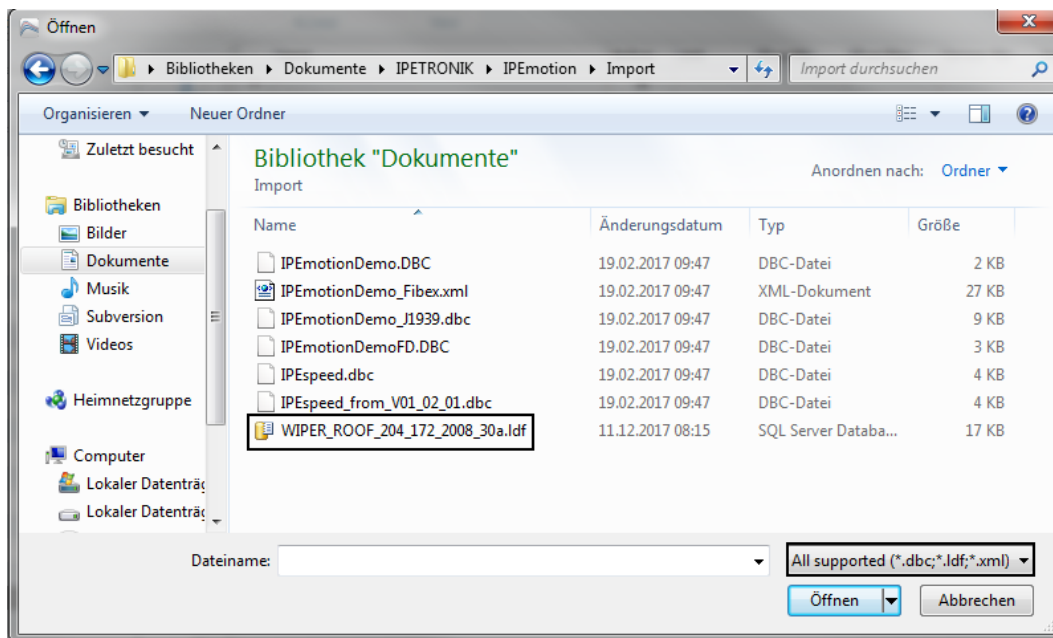 Öffnen
Bibliotheken Dokumente IPETRONIK IPEmotion Import
Import durchsuchen
Organisieren Neuer Ordner
Zuletzt besucht
Bibliotheken
Bilder
Dokumente
Musik
Subversion
Videos
Heimnetzgruppe
Computer
Lokaler Datenträg
Lokaler Datenträg
Bibliothek "Dokumente"
Import
Anordnen nach: Ordner
Name Änderungsdatum Typ Größe
IPEmotionDemo.DBC 19.02.2017 09:47 DBC-Datei 2 KB
IPEmotionDemo_Fibex.xml 19.02.2017 09:47 XML-Dokument 27 KB
IPEmotionDemo_J1939.dbc 19.02.2017 09:47 DBC-Datei 9 KB
IPEmotionDemoFD.DBC 19.02.2017 09:47 DBC-Datei 3 KB
IPEspeed.dbc 19.02.2017 09:47 DBC-Datei 4 KB
IPEspeed_from_V01_02_01.dbc 19.02.2017 09:47 DBC-Datei 4 KB
WIPER_ROOF_204_172_2008_30a.ldf 11.12.2017 08:15 SQL Server Databa... 17 KB
Dateiname:
All supported (*.dbc;*.ldf;*.xml)
Öffnen Abbrechen